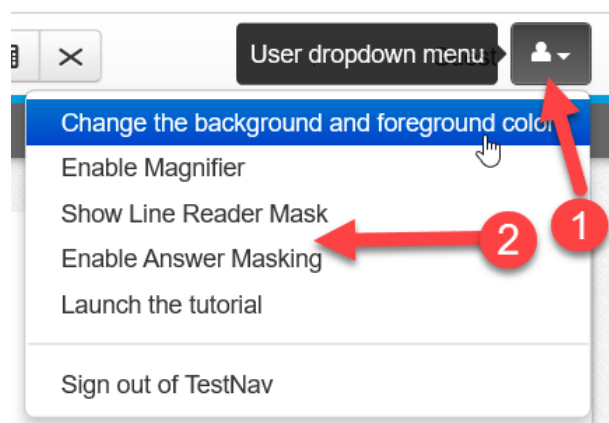 User dropdown menu
Change the background and foreground color
Enable Magnifier
Show Line Reader Mask
Enable Answer Masking
Launch the tutorial
Sign out of TestNav
1
2